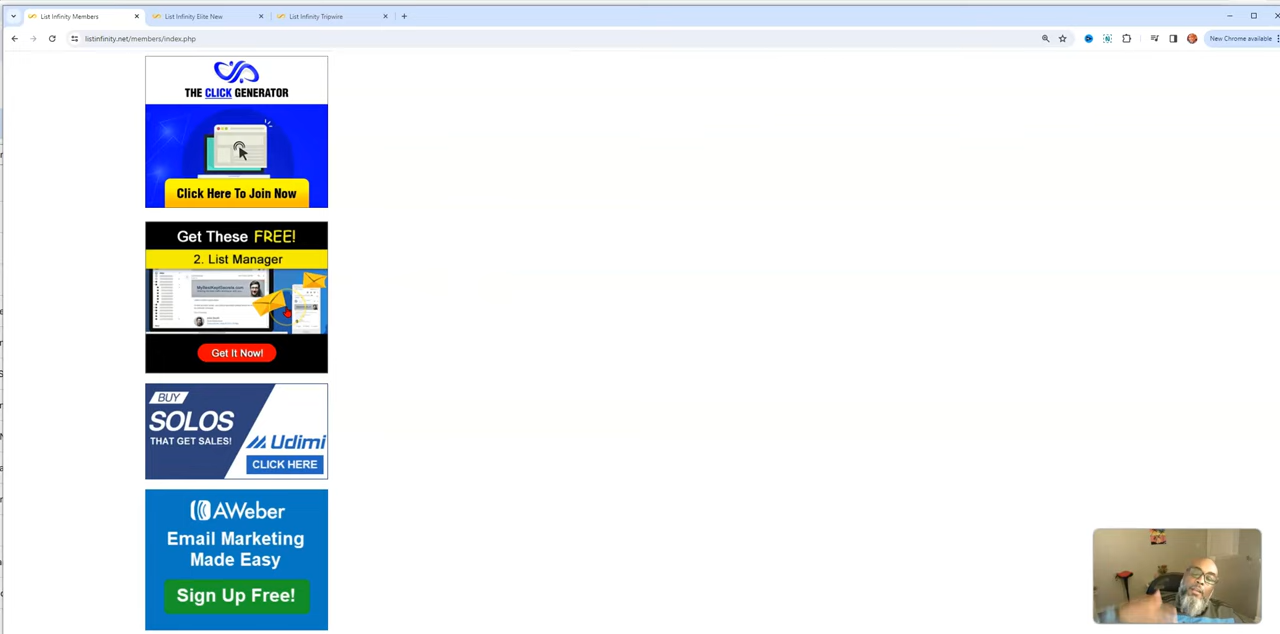 List Infinity Members
List Infinity Elite New
List Infinity Tripwire
listinfinity.net/members/index.php
New Chrome available
THE CLICK GENERATOR
Click Here To Join Now
Get These FREE!
2. List Manager
MyBestKeptSecrets.com
Get It Now!
BUY
SOLOS
THAT GET SALES!
Udimi
CLICK HERE
AWeber
Email Marketing
Made Easy
Sign Up Free!